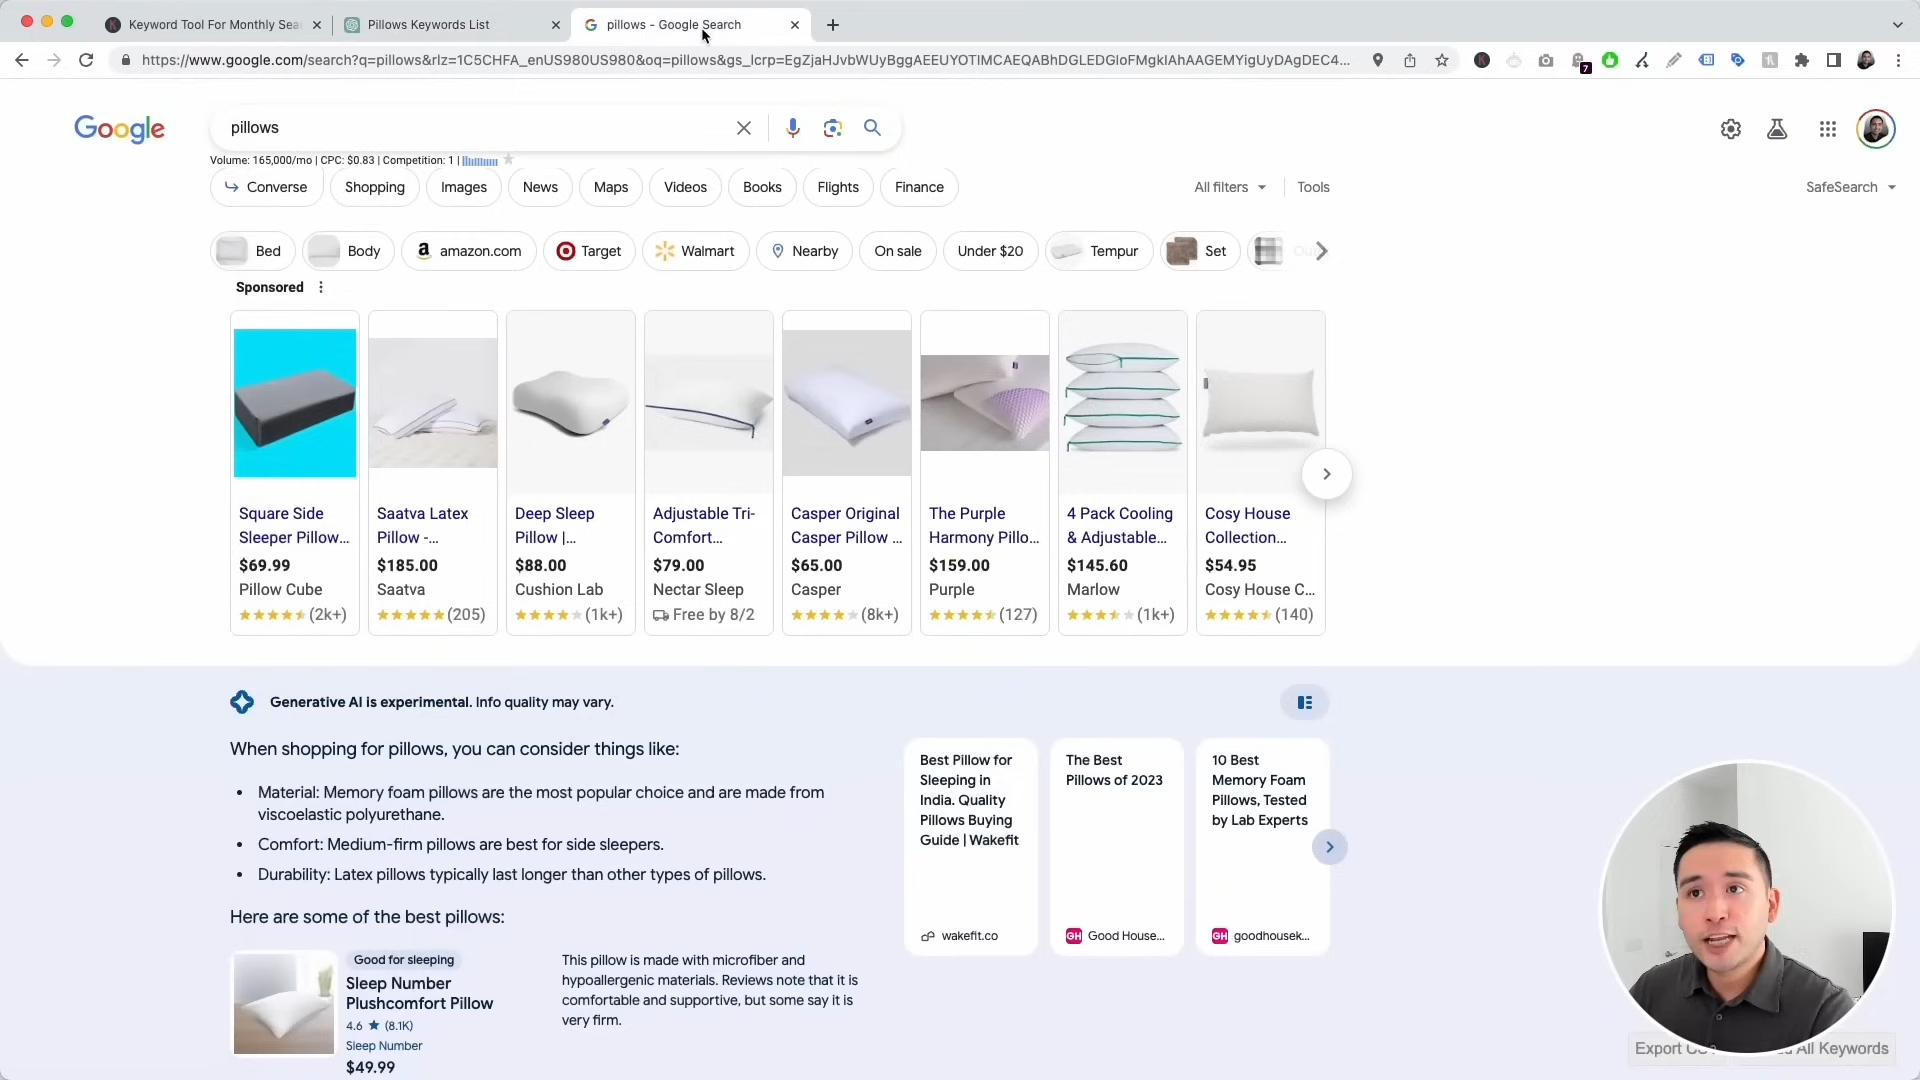 Keyword Tool For Monthly Sea
Pillows Keywords List
pillows - Google Search
https://www.google.com/search?q=pillows&rlz=1C5CHFA_enUS980US980&oq=pillows&gs_lcrp=EgZjaHJvbWUyBggAEEUYOTIMCAEQABhDGLEDGIoFMgkIAhAAGEMYigUyDAgDEC4...
7
Google
pillows
Volume: 165,000/mo | CPC: $0.83 | Competition: 1 |
Converse
Shopping
Images
News
Maps
Videos
Books
Flights
Finance
All filters
Tools
SafeSearch
Bed
Body
amazon.com
Target
Walmart
Nearby
On sale
Under $20
Tempur
Set
Sponsored
Square Side
Sleeper Pillow...
$69.99
Pillow Cube
(2k+)
Saatva Latex
Pillow -...
$185.00
Saatva
(205)
Deep Sleep
Pillow |...
$88.00
Cushion Lab
(1k+)
Adjustable Tri-
Comfort...
$79.00
Nectar Sleep
Free by 8/2
Casper Original
Casper Pillow ...
$65.00
Casper
(8k+)
The Purple
Harmony Pillo...
$159.00
Purple
(127)
4 Pack Cooling
& Adjustable...
$145.60
Marlow
(1k+)
Cosy House
Collection...
$54.95
Cosy House C...
(140)
Generative AI is experimental. Info quality may vary.
When shopping for pillows, you can consider things like:
• Material: Memory foam pillows are the most popular choice and are made from
viscoelastic polyurethane.
• Comfort: Medium-firm pillows are best for side sleepers.
• Durability: Latex pillows typically last longer than other types of pillows.
Here are some of the best pillows:
Good for sleeping
Sleep Number
Plushcomfort Pillow
4.6 ★ (8.1K)
Sleep Number
$49.99
This pillow is made with microfiber and
hypoallergenic materials. Reviews note that it is
comfortable and supportive, but some say it is
very firm.
Best Pillow for
Sleeping in
India. Quality
Pillows Buying
Guide | Wakefit
wakefit.co
The Best
Pillows of 2023
GH Good House...
10 Best
Memory Foam
Pillows, Tested
by Lab Experts
GH goodhousek...
Export
All Keywords